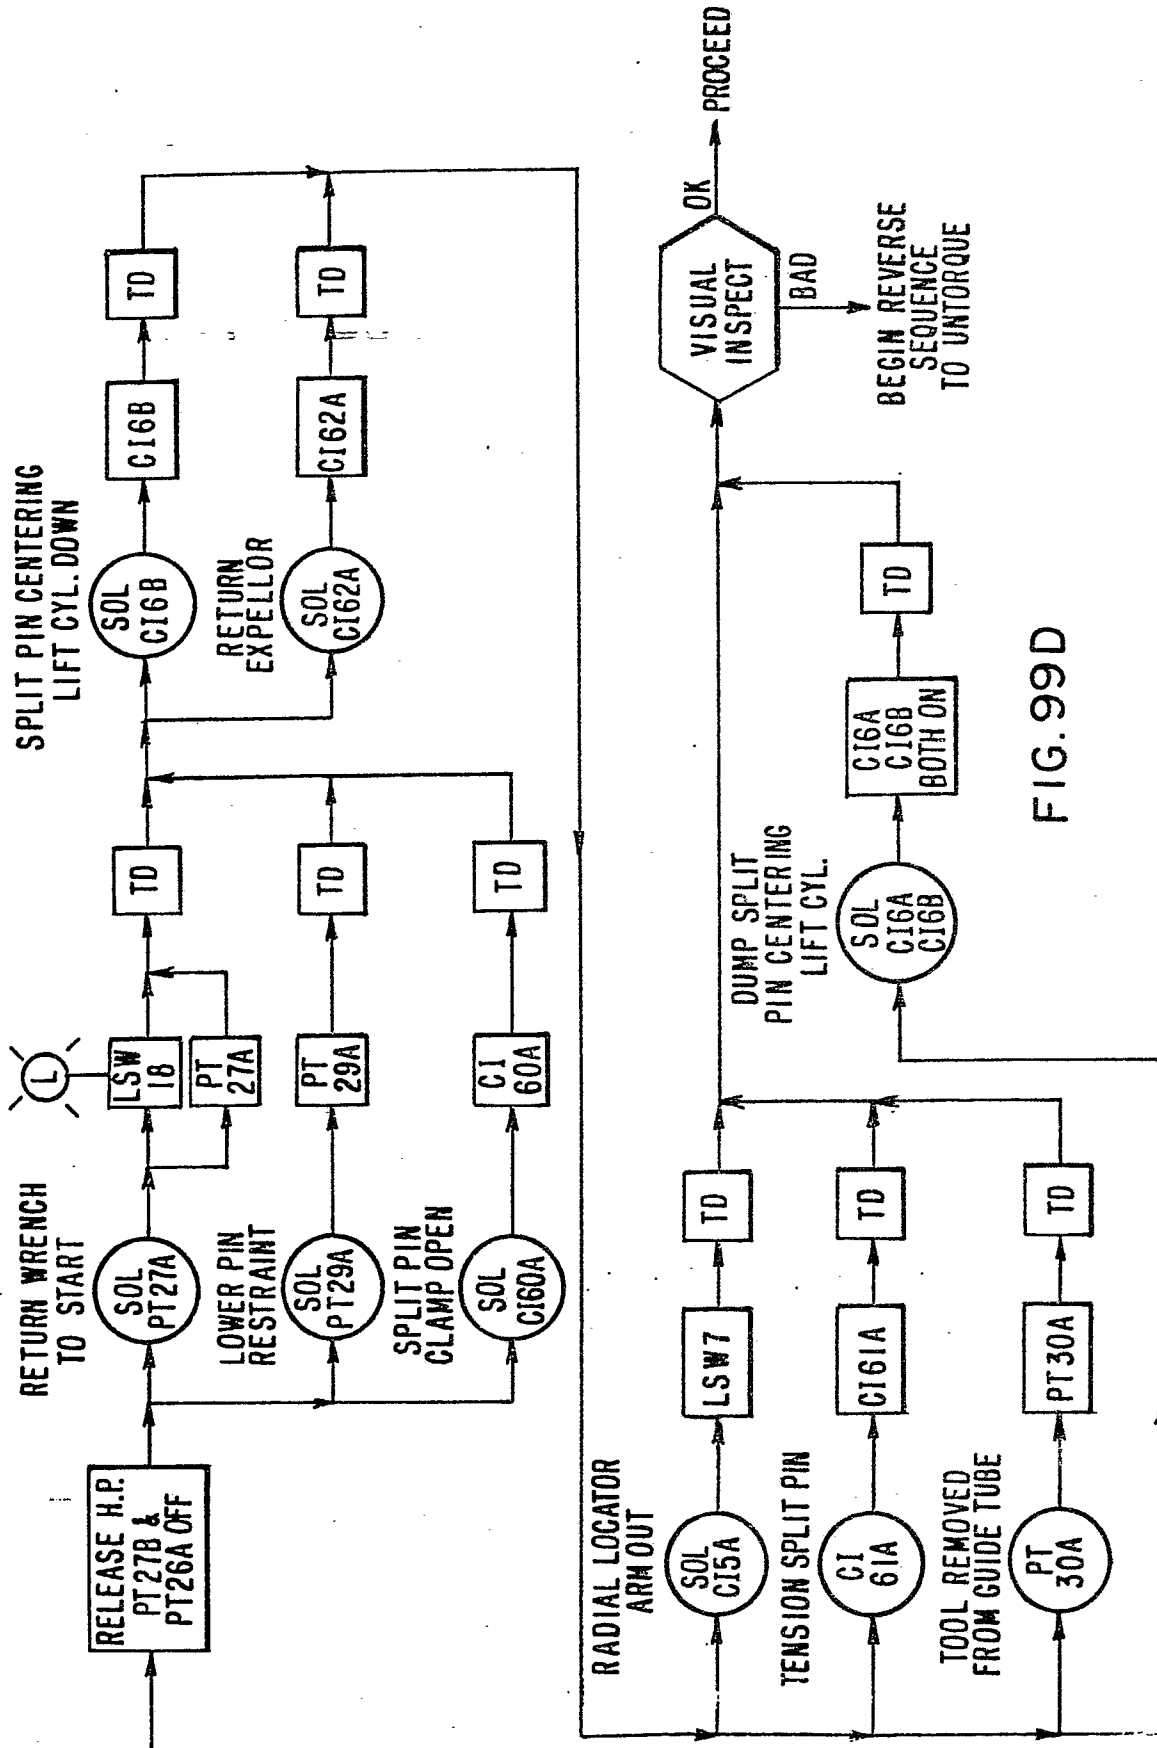 RELEASE H.P.
PT27B &
PT26A OFF
RETURN WRENCH
TO START
SOL
PT27A
L
LSW
18
PT
27A
TD
LOWER PIN
RESTRAINT
SOL
PT29A
PT
29A
TD
SPLIT PIN
CLAMP OPEN
SOL
CI60A
CI
60A
TD
SPLIT PIN CENTERING
LIFT CYL. DOWN
SOL
CI6B
CI6B
TD
RETURN
EXPELLOR
SOL
CI62A
CI62A
TD
RADIAL LOCATOR
ARM OUT
SOL
CI5A
LSW7
TD
TENSION SPLIT PIN
CI
61A
CI61A
TD
TOOL REMOVED
FROM GUIDE TUBE
PT
30A
PT30A
TD
DUMP SPLIT
PIN CENTERING
LIFT CYL.
SOL
CI6A
CI6B
CI6A
CI6B
BOTH ON
TD
VISUAL
INSPECT
OK
PROCEED
BAD
BEGIN REVERSE
SEQUENCE
TO UNTORQUE
FIG. 99D